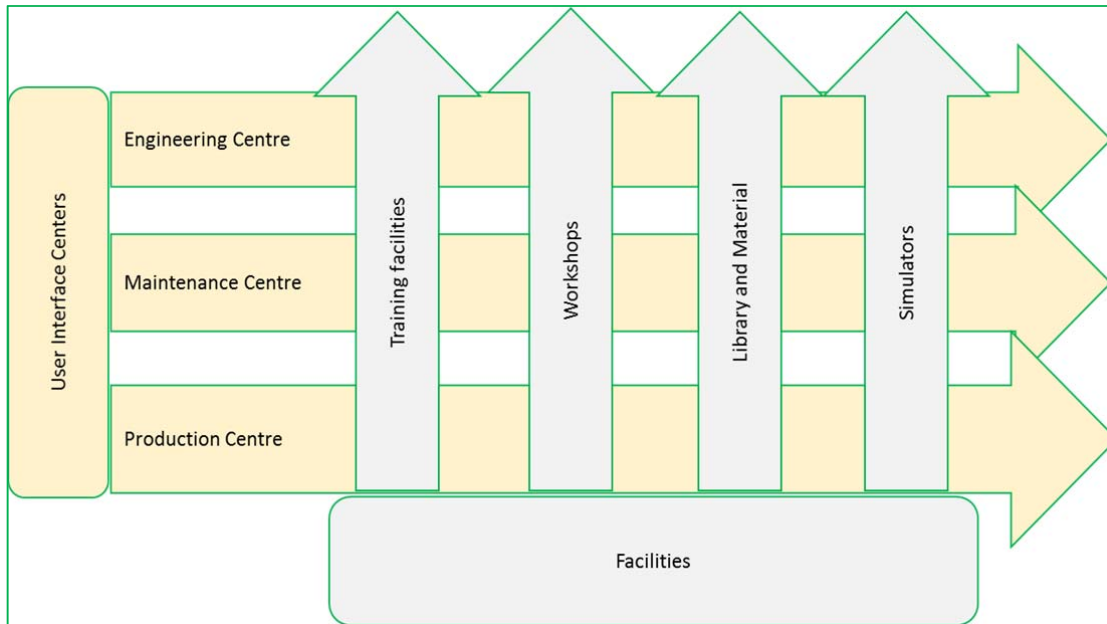 User Interface Centers
Engineering Centre
Maintenance Centre
Production Centre
Training facilities
Workshops
Library and Material
Simulators
Facilities